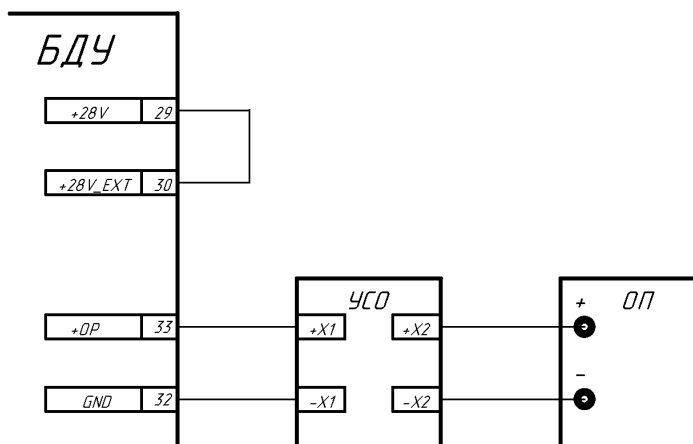 БДУ
+28V 29
+28V_EXT 30
УСО
+ ОП
+OP 33 +X1 +X2
-
GND 32 -X1 -X2